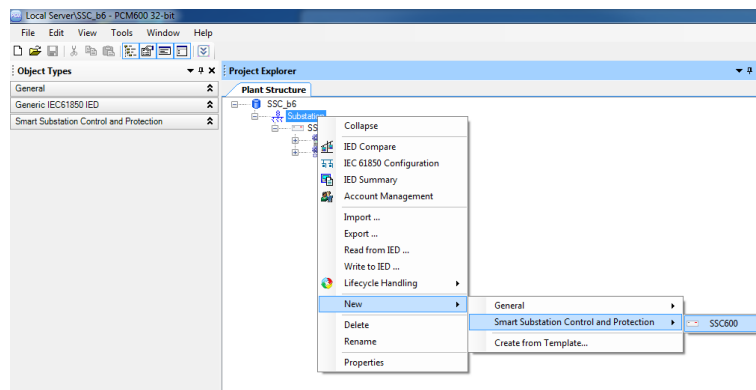 Local Server\SSC_b6 - PCM600 32-bit
File Edit View Tools Window Help
Object Types
Project Explorer
General
Plant Structure
Generic IEC61850 IED
SSC_b6
Smart Substation Control and Protection
Substation
SS
Collapse
IED Compare
IEC 61850 Configuration
IED Summary
Account Management
Import ...
Export ...
Read from IED ...
Write to IED ...
Lifecycle Handling
New
General
Smart Substation Control and Protection
SSC600
Delete
Create from Template...
Rename
Properties